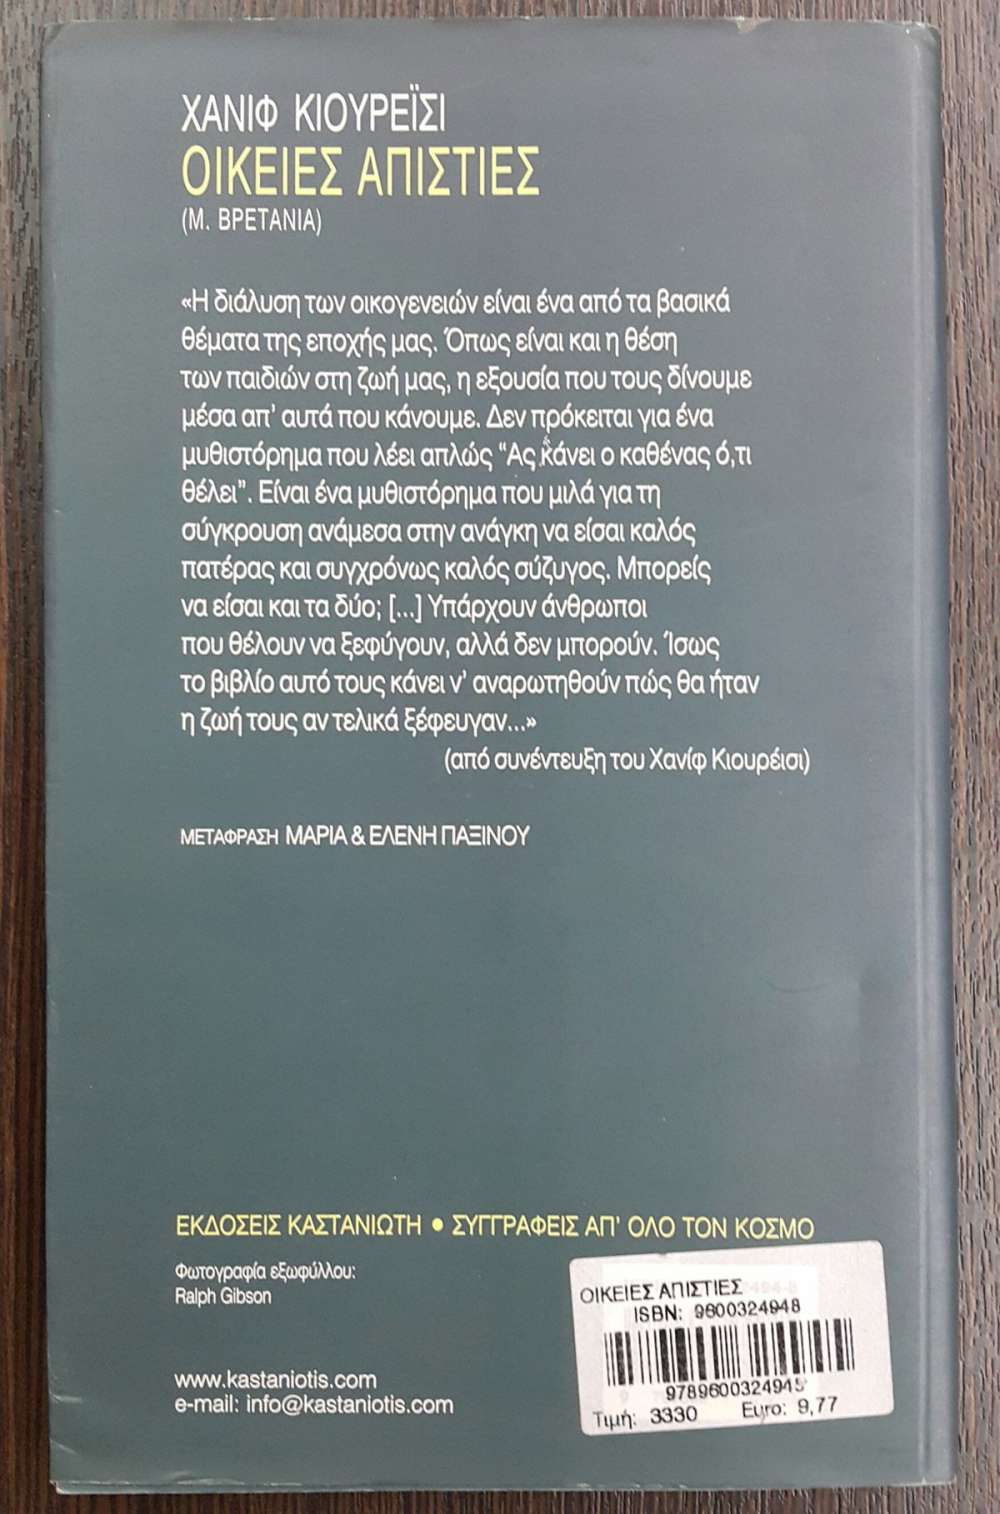 ΧΑΝΙΦ ΚΙΟΥΡΕΪΣΙ
ΟΙΚΕΙΕΣ ΑΠΙΣΤΙΕΣ
(Μ. ΒΡΕΤΑΝΙΑ)
«Η διάλυση των οικογενειών είναι ένα από τα βασικά
θέματα της εποχής μας. Όπως είναι και η θέση
των παιδιών στη ζωή μας, η εξουσία που τους δίνουμε
μέσα απ' αυτά που κάνουμε. Δεν πρόκειται για ένα
μυθιστόρημα που λέει απλώς "Ας κάνει ο καθένας ό,τι
θέλει". Είναι ένα μυθιστόρημα που μιλά για τη
σύγκρουση ανάμεσα στην ανάγκη να είσαι καλός
πατέρας και συγχρόνως καλός σύζυγος. Μπορείς
να είσαι και τα δύο; [...] Υπάρχουν άνθρωποι
που θέλουν να ξεφύγουν, αλλά δεν μπορούν. Ίσως
το βιβλίο αυτό τους κάνει ν' αναρωτηθούν πώς θα ήταν
η ζωή τους αν τελικά ξέφευγαν...»
(από συνέντευξη του Χανίφ Κιουρέισι)
ΜΕΤΑΦΡΑΣΗ ΜΑΡΙΑ & ΕΛΕΝΗ ΠΑΞΙΝΟΥ
ΕΚΔΟΣΕΙΣ ΚΑΣΤΑΝΙΩΤΗ • ΣΥΓΓΡΑΦΕΙΣ ΑΠ' ΟΛΟ ΤΟΝ ΚΟΣΜΟ
Φωτογραφία εξωφύλλου:
Ralph Gibson
www.kastaniotis.com
e-mail: info@kastaniotis.com
ΟΙΚΕΙΕΣ ΑΠΙΣΤΙΕΣ
ISBN: 9600324948
9789600324945
Τιμή: 3330 Euro: 9,77